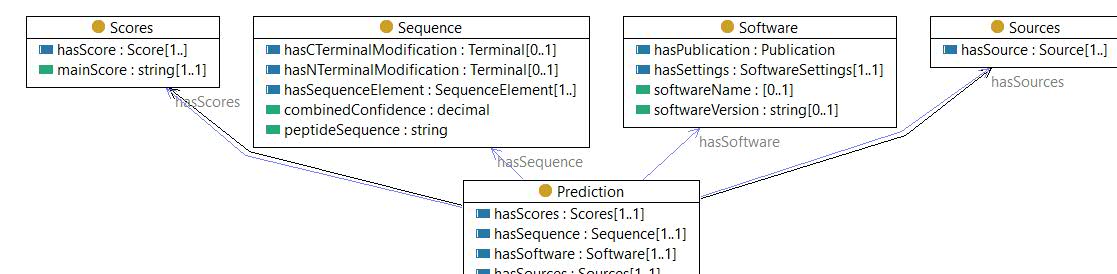 Scores
hasScore : Score[1..]
mainScore : string[1..1]
Sequence
hasCTerminalModification : Terminal[0..1]
hasNTerminalModification : Terminal[0..1]
hasSequenceElement : SequenceElement[1..]
combinedConfidence : decimal
peptideSequence : string
Software
hasPublication : Publication
hasSettings : SoftwareSettings[1..1]
softwareName : [0..1]
softwareVersion : string[0..1]
Sources
hasSource : Source[1..]
hasScores
hasSequence
hasSoftware
hasSources
Prediction
hasScores : Scores[1..1]
hasSequence : Sequence[1..1]
hasSoftware : Software[1..1]
hasSources : Sources[1..1]